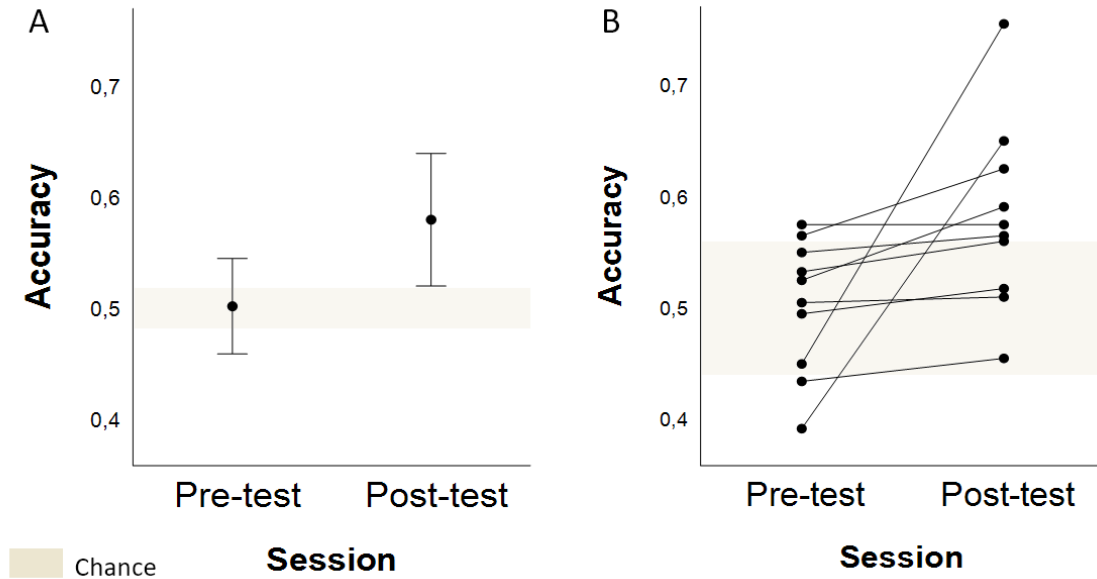 A
Accuracy
0,7
0,6
0,5
0,4
Pre-test Post-test
Session
Chance
B
Accuracy
0,7
0,6
0,5
0,4
Pre-test Post-test
Session